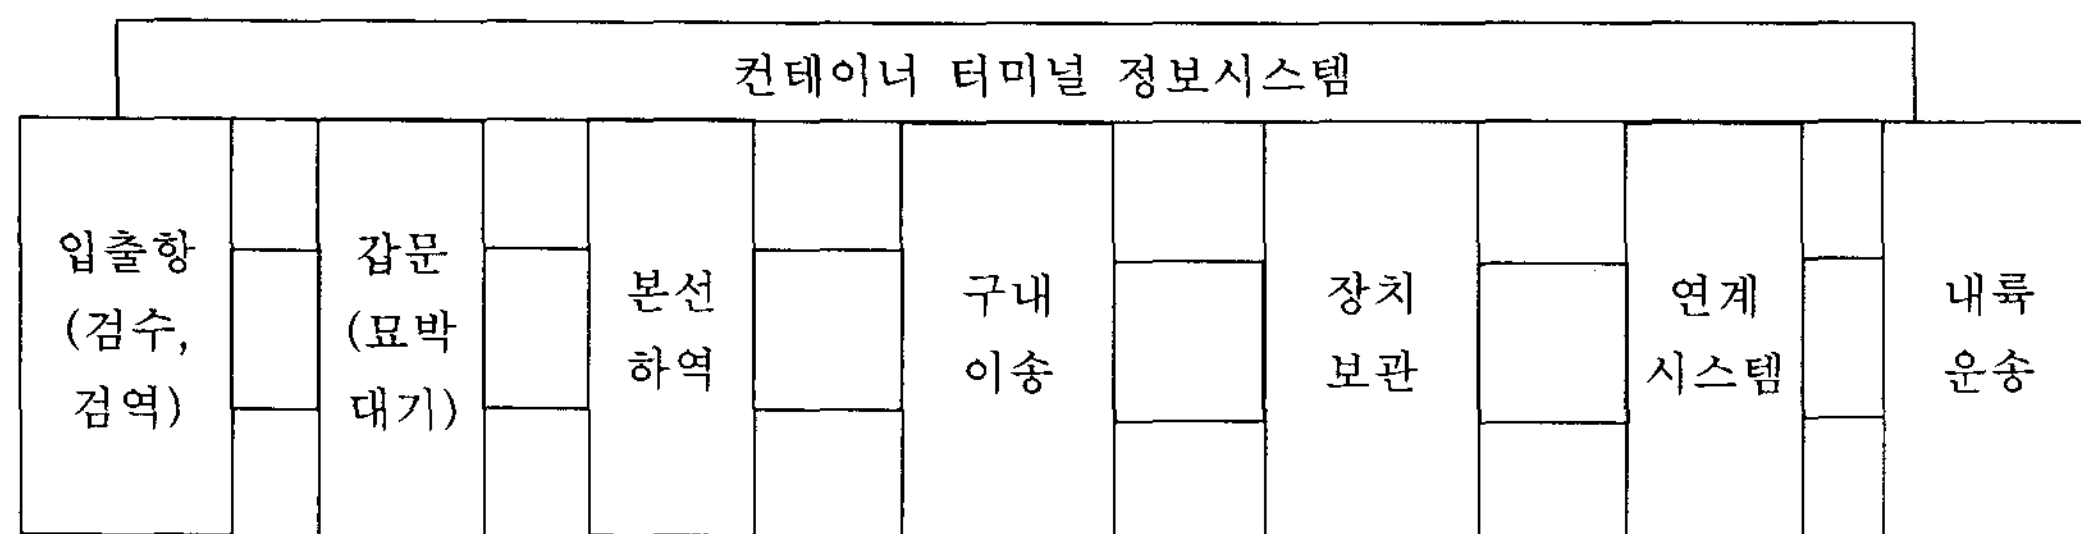 컨테이너 터미널 정보시스템
입출항
(검수,
검역)
갑문
(묘박
대기)
본선
하역
구내
이송
장치
보관
연계
시스템
내륙
운송